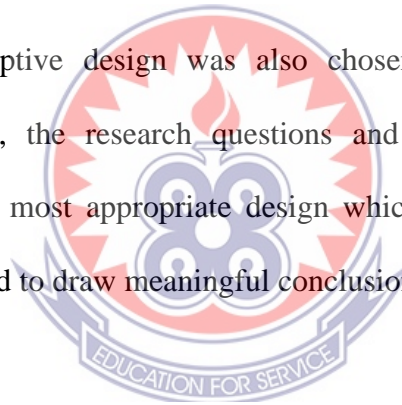 ptive design was also chose
, the research questions and
most appropriate design whic
d to draw meaningful conclusion
EDUCATION FOR SERVICE